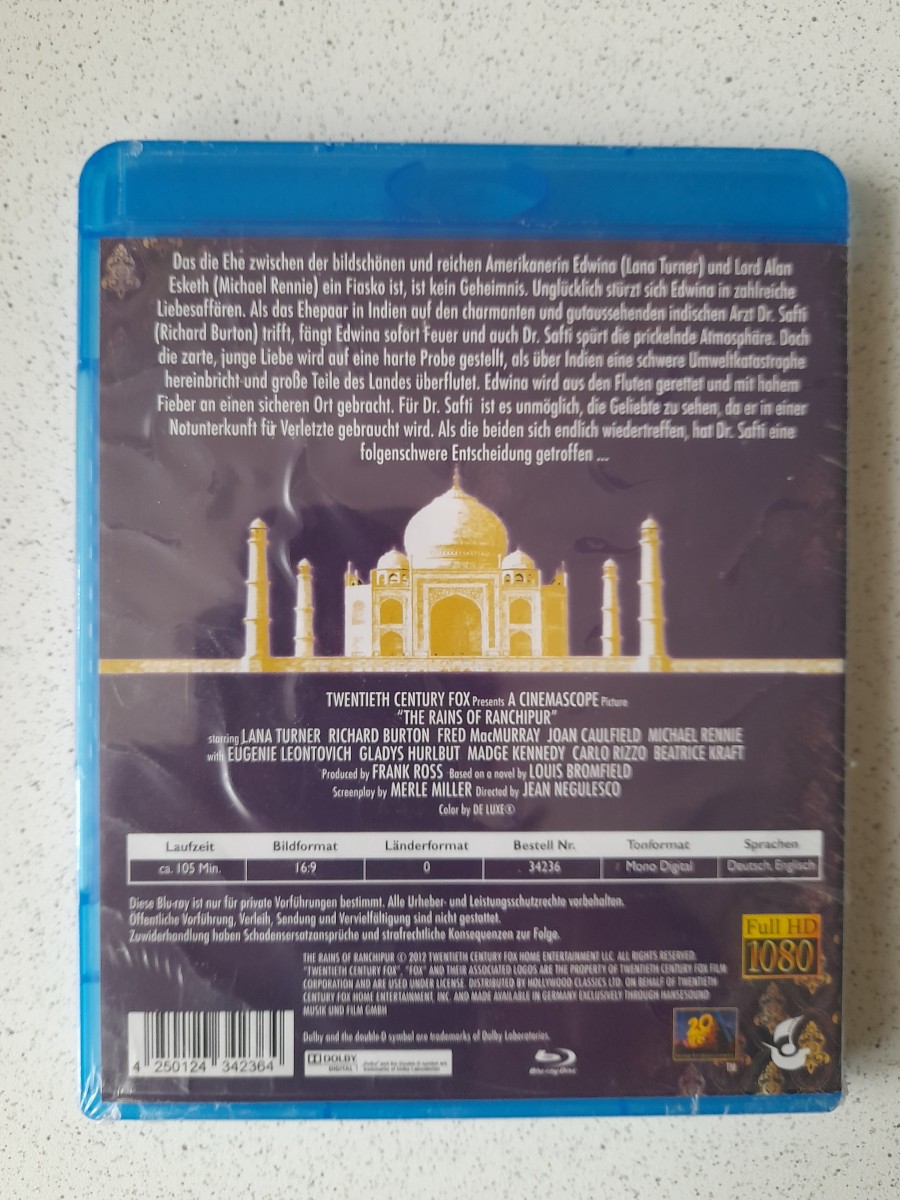 Das die Ehe zwischen der bildschönen und reichen Amerikanerin Edwina (Lana Turner) und Lord Alan
Esketh (Michael Rennie) ein Fiasko ist, ist kein Geheimnis. Unglücklich stürzt sich Edwina in zahlreiche
Liebesaffären. Als das Ehepaar in Indien auf den charmanten und gutaussehenden indischen Arzt Dr. Safti
(Richard Burton) trifft, fängt Edwina sofort Feuer und auch Dr. Safti spürt die prickelnde Atmosphäre. Doch
die zarte, junge Liebe wird auf eine harte Probe gestellt, als über Indien eine schwere Umweltkatastrophe
hereinbricht und große Teile des Landes überflutet. Edwina wird aus den Fluten gerettet und mit hohem
Fieber an einen sicheren Ort gebracht. Für Dr. Safti ist es unmöglich, die Geliebte zu sehen, da er in einer
Notunterkunft für Verletzte gebraucht wird. Als die beiden sich endlich wiedertreffen, hat Dr. Safti eine
folgenschwere Entscheidung getroffen ...
TWENTIETH CENTURY FOX Presents A CINEMASCOPE Picture
"THE RAINS OF RANCHIPUR"
starring LANA TURNER RICHARD BURTON FRED MacMURRAY JOAN CAULFIELD MICHAEL RENNIE
with EUGENIE LEONTOVICH GLADYS HURLBUT MADGE KENNEDY CARLO RIZZO BEATRICE KRAFT
Produced by FRANK ROSS Based on a novel by LOUIS BROMFIELD
Screenplay by MERLE MILLER Directed by JEAN NEGULESCO
Color by DE LUXE®
Laufzeit Bildformat Länderformat Bestell Nr. Tonformat Sprachen
ca. 105 Min. 16:9 0 34236 Mono Digital Deutsch, Englisch
Diese Blu-ray ist nur für private Vorführungen bestimmt. Alle Urheber- und Leistungsschutzrechte vorbehalten.
Öffentliche Vorführung, Verleih, Sendung und Vervielfältigung sind nicht gestattet.
Zuwiderhandlung haben Schadensersatzansprüche und strafrechtliche Konsequenzen zur Folge.
Full HD
1080
THE RAINS OF RANCHIPUR © 2012 TWENTIETH CENTURY FOX HOME ENTERTAINMENT LLC. ALL RIGHTS RESERVED.
"TWENTIETH CENTURY FOX", "FOX" AND THEIR ASSOCIATED LOGOS ARE THE PROPERTY OF TWENTIETH CENTURY FOX FILM
CORPORATION AND ARE USED UNDER LICENSE. DISTRIBUTED BY HOLLYWOOD CLASSICS LTD. ON BEHALF OF TWENTIETH
CENTURY FOX HOME ENTERTAINMENT, INC. AND MADE AVAILABLE IN GERMANY EXCLUSIVELY THROUGH HANSESOUND
MUSIK UND FILM GMBH
Dolby and the double-D symbol are trademarks of Dolby Laboratories.
4 250124 342364
DOLBY
DIGITAL
Dolby and the double-D symbol are
trademarks of Dolby Laboratories
Blu-ray Disc
20
TM